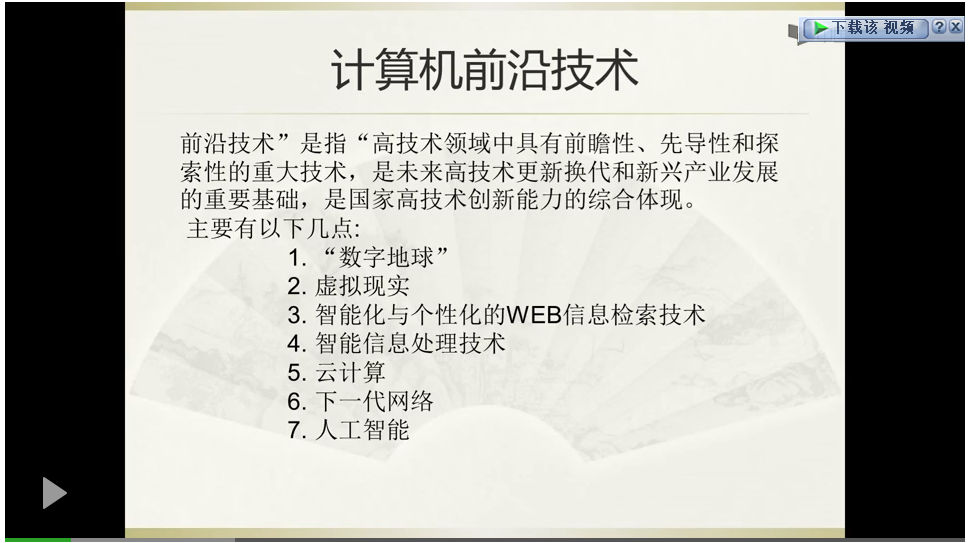 下载该 视频
计算机前沿技术
前沿技术”是指“高技术领域中具有前瞻性、先导性和探
索性的重大技术，是未来高技术更新换代和新兴产业发展
的重要基础，是国家高技术创新能力的综合体现。
主要有以下几点:
1. “数字地球”
2. 虚拟现实
3. 智能化与个性化的WEB信息检索技术
4. 智能信息处理技术
5. 云计算
6. 下一代网络
7. 人工智能